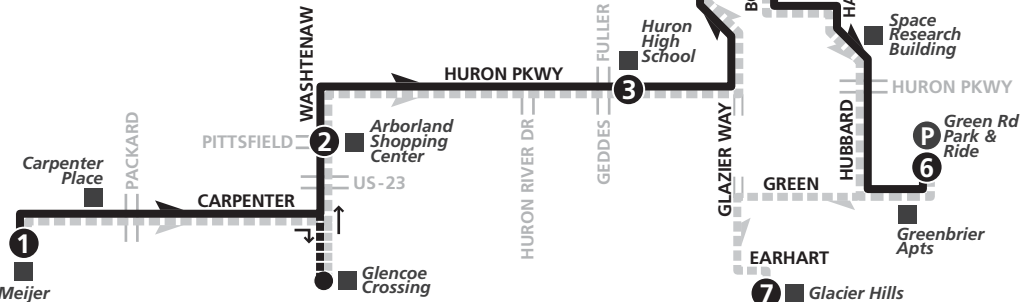 WASHTENAW
FULLER
Huron
High
School
Space
Research
Building
HURON PKWY
HURON PKWY
3
PACKARD
PITTSFIELD
2
Arborland
Shopping
Center
HURON RIVER DR
GEDDES
GLAZIER WAY
HUBBARD
P
Green Rd
Park &
Ride
6
Carpenter
Place
US-23
CARPENTER
GREEN
1
Greenbrier
Apts
Meijer
Glencoe
Crossing
EARHART
7
Glacier Hills